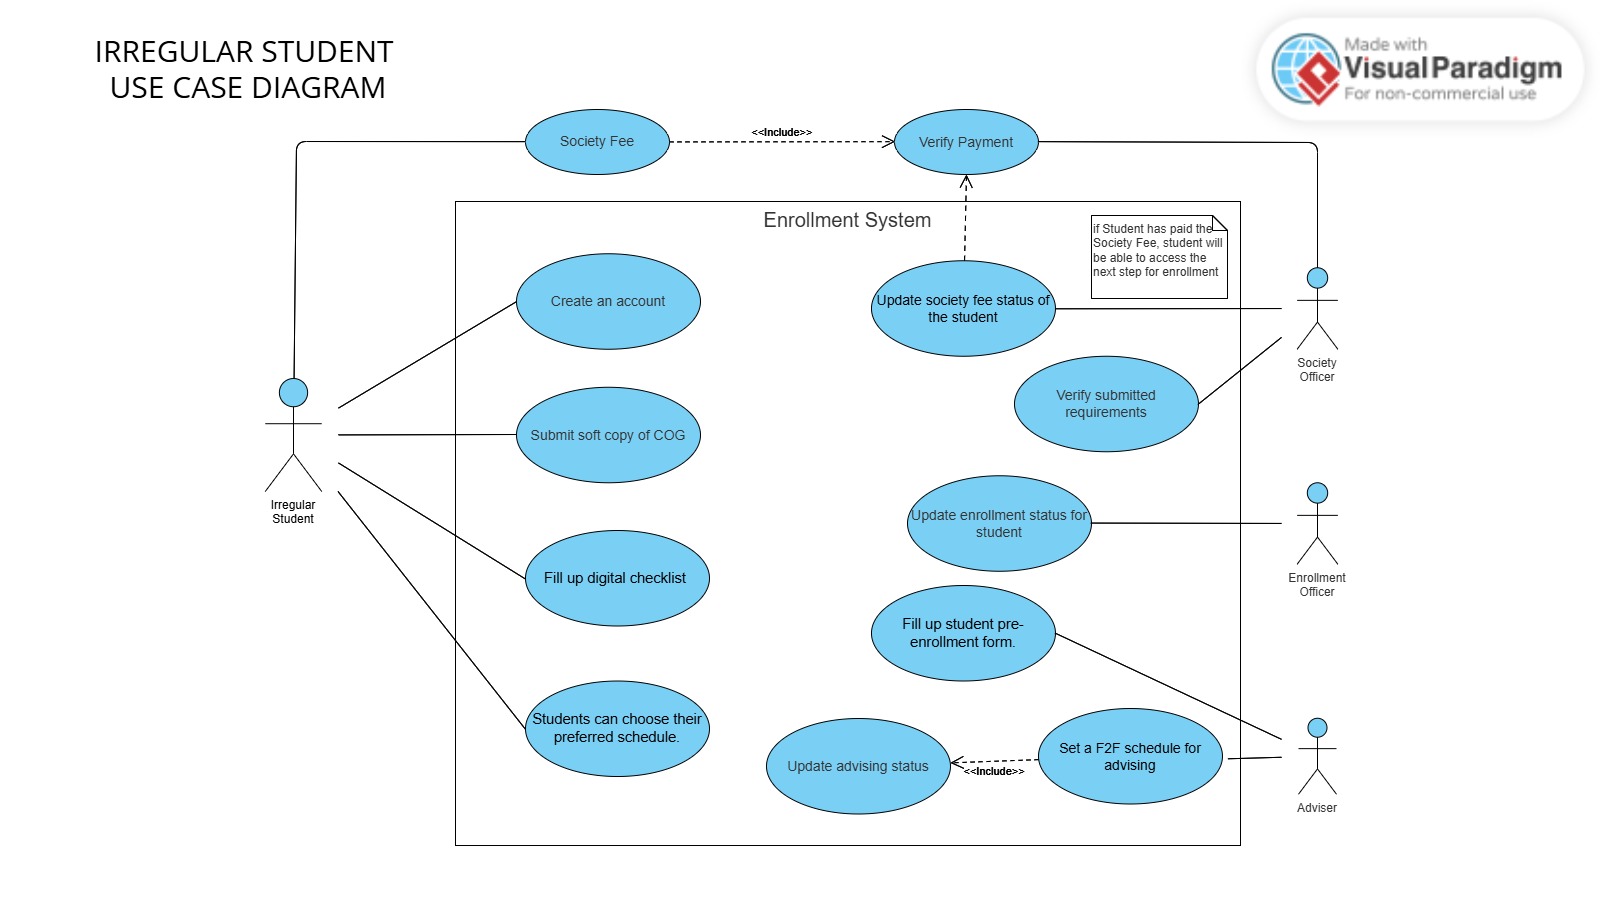 IRREGULAR STUDENT
USE CASE DIAGRAM
Made with
Visual Paradigm
For non-commercial use
Society Fee
<<Include>>
Verify Payment
Enrollment System
if Student has paid the
Society Fee, student will
be able to access the
next step for enrollment
Create an account
Update society fee status of
the student
Society
Officer
Verify submitted
requirements
Submit soft copy of COG
Irregular
Student
Update enrollment status for
student
Enrollment
Officer
Fill up digital checklist
Fill up student pre-
enrollment form.
Students can choose their
preferred schedule.
Update advising status
<<Include>>
Set a F2F schedule for
advising
Adviser